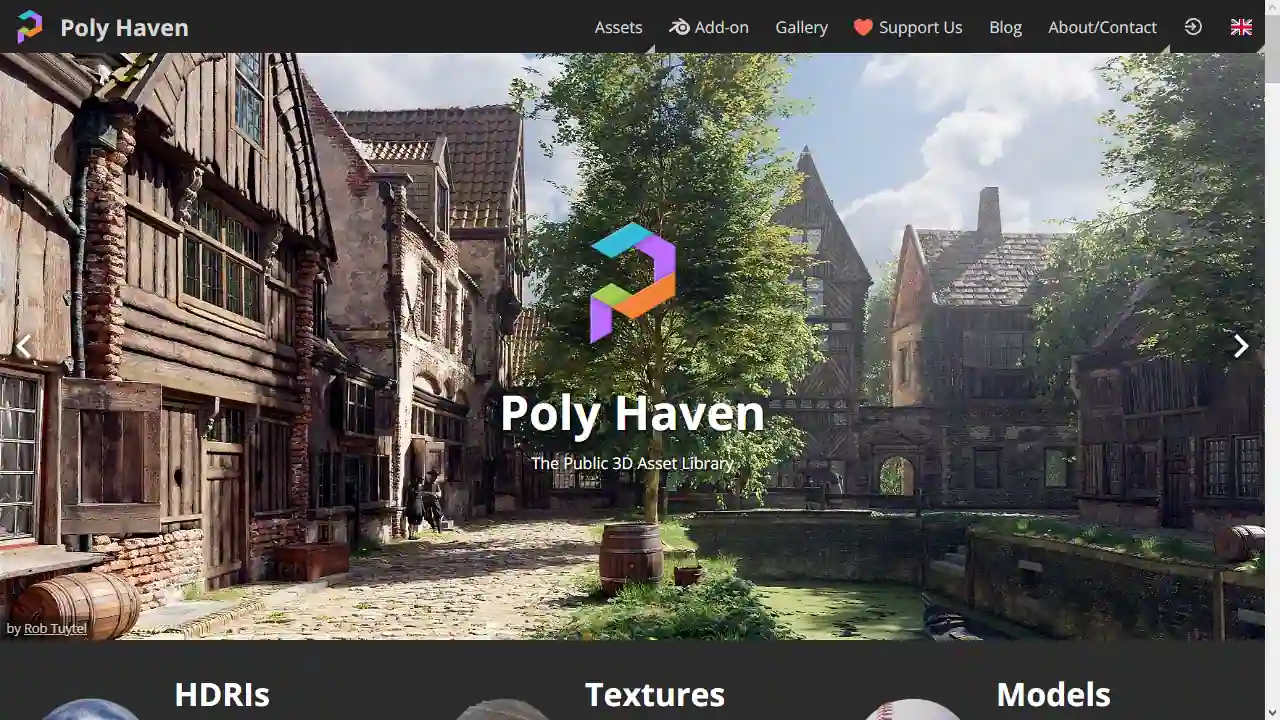 Poly Haven
Assets
Add-on
Gallery
Support Us
Blog
About/Contact
Poly Haven
The Public 3D Asset Library
by Rob Tuytel
HDRIs
Textures
Models